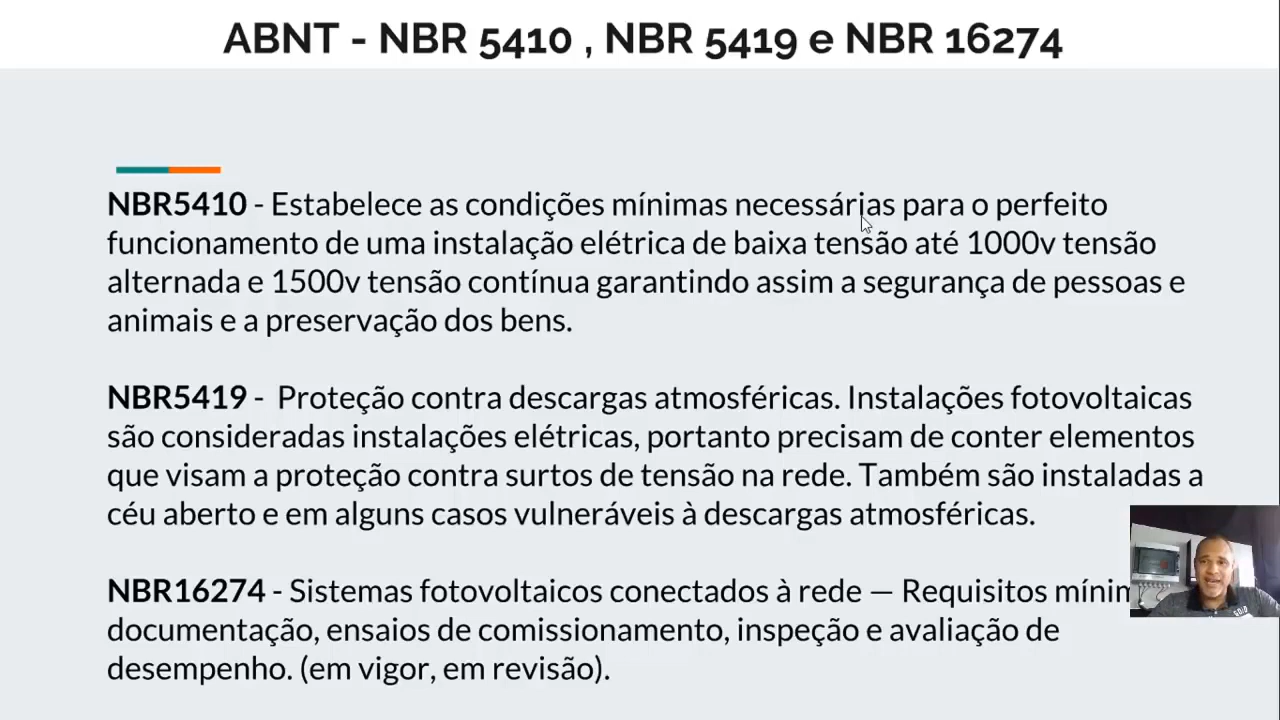 ABNT - NBR 5410 , NBR 5419 e NBR 16274
NBR5410 - Estabelece as condições mínimas necessárias para o perfeito
funcionamento de uma instalação elétrica de baixa tensão até 1000v tensão
alternada e 1500v tensão contínua garantindo assim a segurança de pessoas e
animais e a preservação dos bens.
NBR5419 - Proteção contra descargas atmosféricas. Instalações fotovoltaicas
são consideradas instalações elétricas, portanto precisam de conter elementos
que visam a proteção contra surtos de tensão na rede. Também são instaladas a
céu aberto e em alguns casos vulneráveis à descargas atmosféricas.
NBR16274 - Sistemas fotovoltaicos conectados à rede — Requisitos
documentação, ensaios de comissionamento, inspeção e avaliação de
desempenho. (em vigor, em revisão).